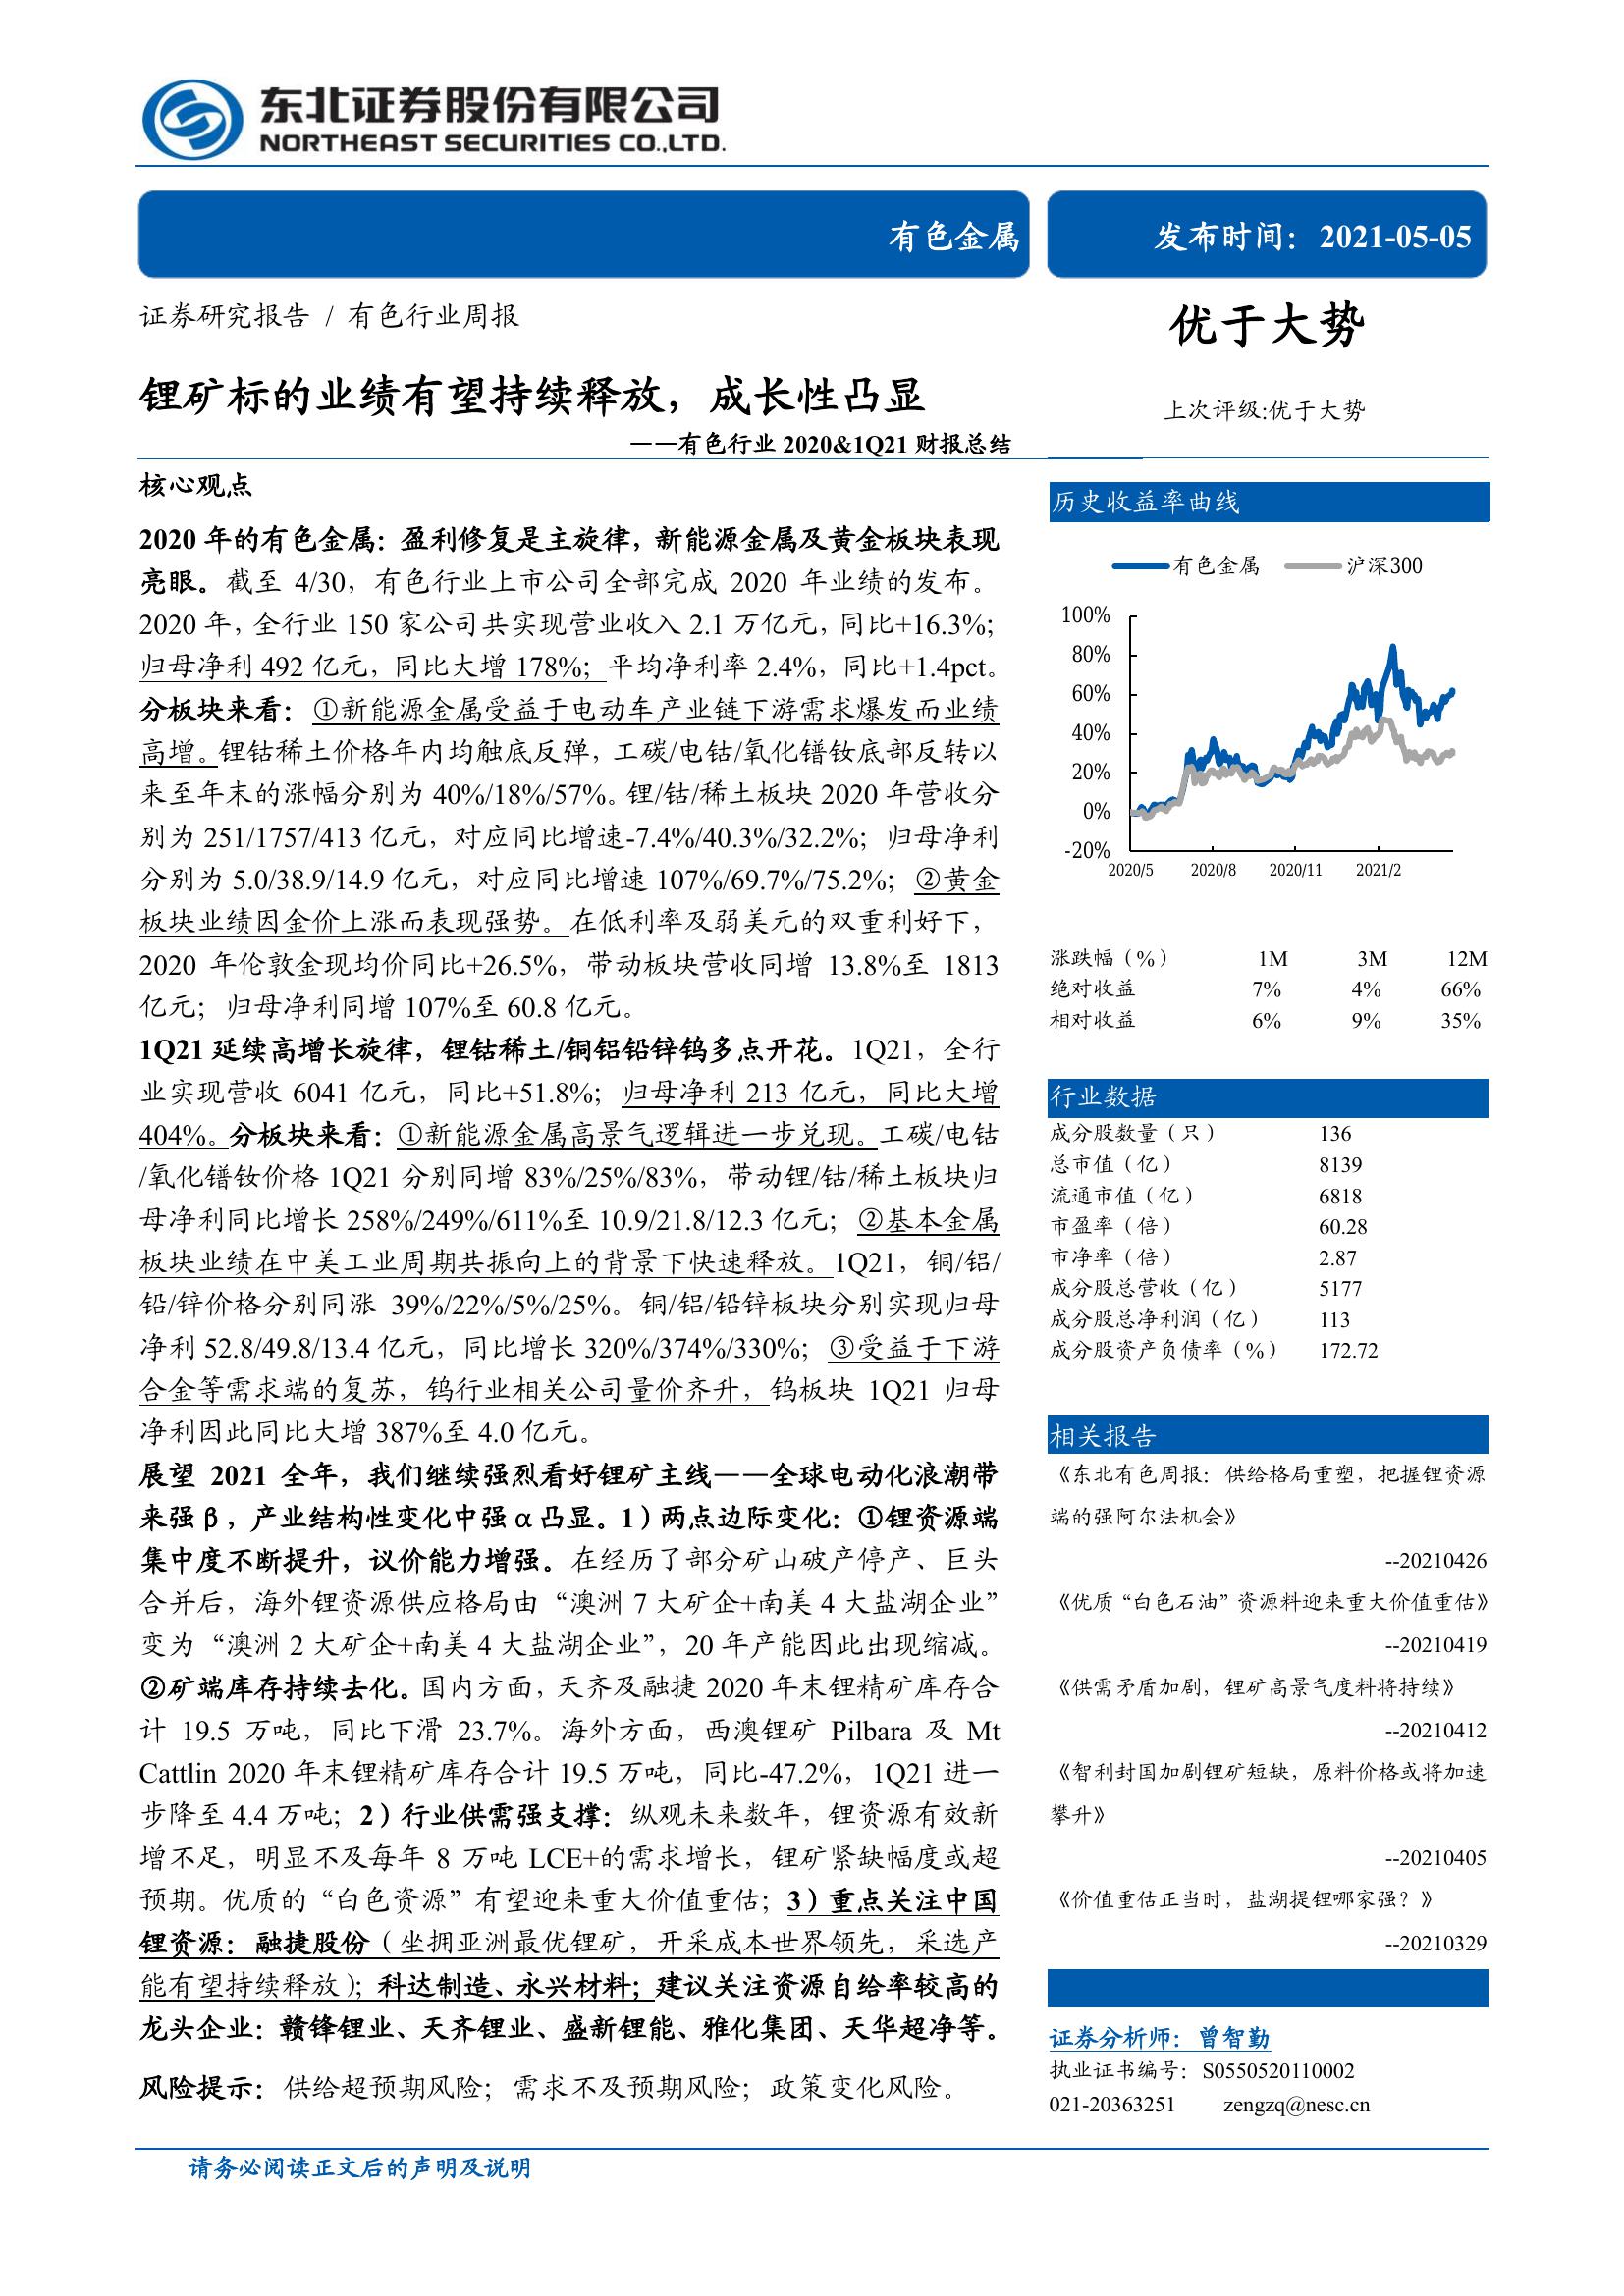 东北证券股份有限公司
NORTHEAST SECURITIES CO.,LTD.
有色金属
发布时间：2021-05-05
证券研究报告 / 有色行业周报
锂矿标的业绩有望持续释放，成长性凸显
——有色行业 2020&1Q21 财报总结
核心观点
2020 年的有色金属：盈利修复是主旋律，新能源金属及黄金板块表现
亮眼。截至 4/30，有色行业上市公司全部完成 2020 年业绩的发布。
2020 年，全行业 150 家公司共实现营业收入 2.1 万亿元，同比+16.3%；
归母净利 492 亿元，同比大增 178%；平均净利率 2.4%，同比+1.4pct。
分板块来看：①新能源金属受益于电动车产业链下游需求爆发而业绩
高增。锂钴稀土价格年内均触底反弹，工碳/电钴/氧化镨钕底部反转以
来至年末的涨幅分别为 40%/18%/57%。锂/钴/稀土板块 2020 年营收分
别为 251/1757/413 亿元，对应同比增速-7.4%/40.3%/32.2%；归母净利
分别为 5.0/38.9/14.9 亿元，对应同比增速 107%/69.7%/75.2%；②黄金
板块业绩因金价上涨而表现强势。在低利率及弱美元的双重利好下，
2020 年伦敦金现均价同比+26.5%，带动板块营收同增 13.8%至 1813
亿元；归母净利同增 107%至 60.8 亿元。
1Q21 延续高增长旋律，锂钴稀土/铜铝铅锌钨多点开花。1Q21，全行
业实现营收 6041 亿元，同比+51.8%；归母净利 213 亿元，同比大增
404%。分板块来看：①新能源金属高景气逻辑进一步兑现。工碳/电钴
/氧化镨钕价格 1Q21 分别同增 83%/25%/83%，带动锂/钴/稀土板块归
母净利同比增长 258%/249%/611%至 10.9/21.8/12.3 亿元；②基本金属
板块业绩在中美工业周期共振向上的背景下快速释放。1Q21，铜/铝/
铅/锌价格分别同涨 39%/22%/5%/25%。铜/铝/铅锌板块分别实现归母
净利 52.8/49.8/13.4 亿元，同比增长 320%/374%/330%；③受益于下游
合金等需求端的复苏，钨行业相关公司量价齐升，钨板块 1Q21 归母
净利因此同比大增 387%至 4.0 亿元。
展望 2021 全年，我们继续强烈看好锂矿主线——全球电动化浪潮带
来强β，产业结构性变化中强α凸显。1）两点边际变化：①锂资源端
集中度不断提升，议价能力增强。在经历了部分矿山破产停产、巨头
合并后，海外锂资源供应格局由“澳洲 7 大矿企+南美 4 大盐湖企业”
变为“澳洲 2 大矿企+南美 4 大盐湖企业”，20 年产能因此出现缩减。
②矿端库存持续去化。国内方面，天齐及融捷 2020 年末锂精矿库存合
计 19.5 万吨，同比下滑 23.7%。海外方面，西澳锂矿 Pilbara 及 Mt
Cattlin 2020 年末锂精矿库存合计 19.5 万吨，同比-47.2%，1Q21 进一
步降至 4.4 万吨；2）行业供需强支撑：纵观未来数年，锂资源有效新
增不足，明显不及每年 8 万吨 LCE+的需求增长，锂矿紧缺幅度或超
预期。优质的“白色资源”有望迎来重大价值重估；3）重点关注中国
锂资源：融捷股份（坐拥亚洲最优锂矿，开采成本世界领先，采选产
能有望持续释放）；科达制造、永兴材料；建议关注资源自给率较高的
龙头企业：赣锋锂业、天齐锂业、盛新锂能、雅化集团、天华超净等。
风险提示：供给超预期风险；需求不及预期风险；政策变化风险。
优于大势
上次评级:优于大势
历史收益率曲线
有色金属 沪深300
100%
80%
60%
40%
20%
0%
-20%
2020/5 2020/8 2020/11 2021/2
涨跌幅（%） 1M 3M 12M
绝对收益 7% 4% 66%
相对收益 6% 9% 35%
行业数据
成分股数量（只） 136
总市值（亿） 8139
流通市值（亿） 6818
市盈率（倍） 60.28
市净率（倍） 2.87
成分股总营收（亿） 5177
成分股总净利润（亿） 113
成分股资产负债率（%） 172.72
相关报告
《东北有色周报：供给格局重塑，把握锂资源
端的强阿尔法机会》
--20210426
《优质“白色石油”资源料迎来重大价值重估》
--20210419
《供需矛盾加剧，锂矿高景气度料将持续》
--20210412
《智利封国加剧锂矿短缺，原料价格或将加速
攀升》
--20210405
《价值重估正当时，盐湖提锂哪家强？》
--20210329
证券分析师：曾智勤
执业证书编号：S0550520110002
021-20363251 zengzq@nesc.cn
请务必阅读正文后的声明及说明